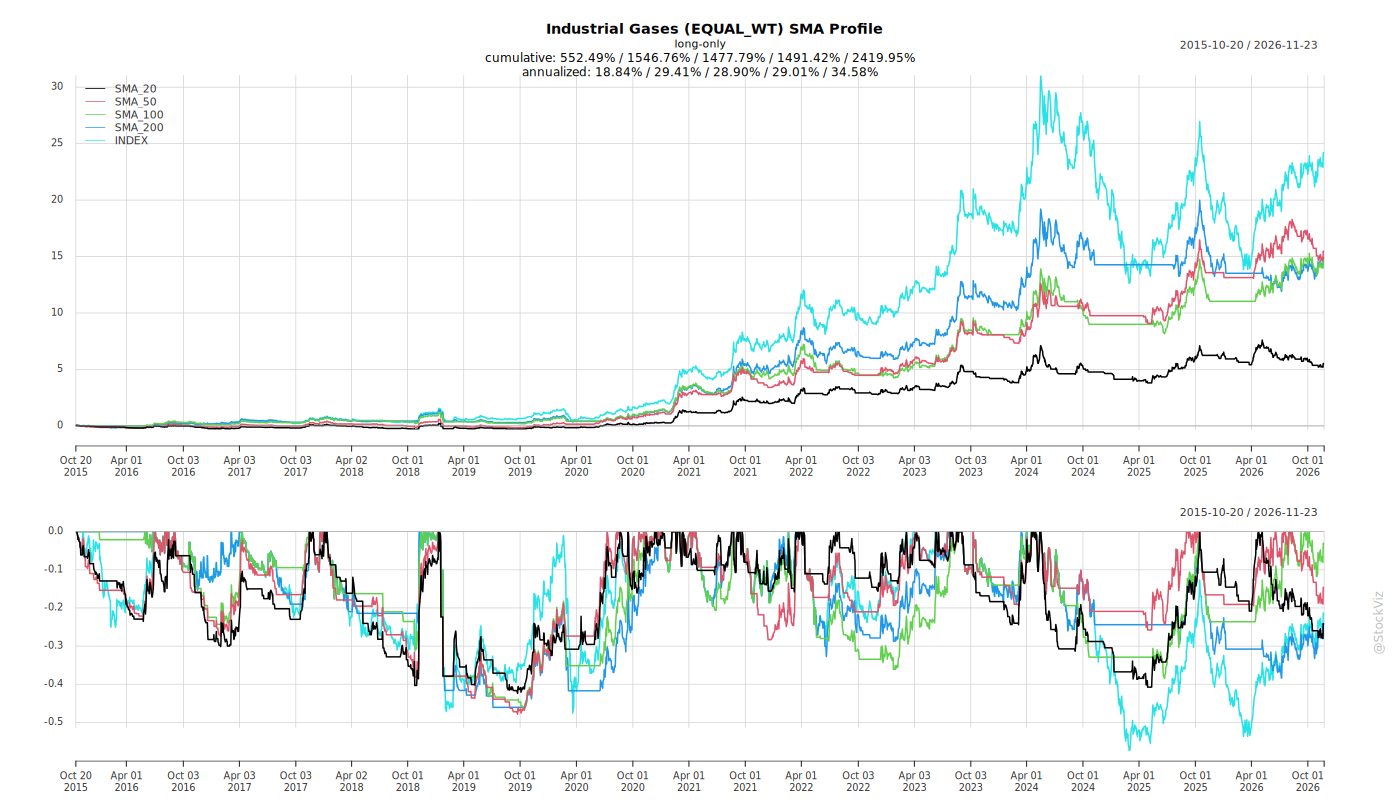 Industrial Gases (EQUAL_WT) SMA Profile
long-only
cumulative: 552.49% / 1546.76% / 1477.79% / 1491.42% / 2419.95%
annualized: 18.84% / 29.41% / 28.90% / 29.01% / 34.58%
2015-10-20 / 2026-11-23
SMA_20
SMA_50
SMA_100
SMA_200
INDEX
30
25
20
15
10
5
0
Oct 20 Apr 01 Oct 03 Apr 03 Oct 03 Apr 02 Oct 01 Apr 01 Oct 01 Apr 01 Oct 01 Apr 01 Oct 01 Apr 01 Oct 03 Apr 03 Oct 03 Apr 01 Oct 01 Apr 01 Oct 01 Apr 01 Oct 01
2015 2016 2016 2017 2017 2018 2018 2019 2019 2020 2020 2021 2021 2022 2022 2023 2023 2024 2024 2025 2025 2026 2026
2015-10-20 / 2026-11-23
0.0
-0.1
-0.2
-0.3
-0.4
-0.5
Oct 20 Apr 01 Oct 03 Apr 03 Oct 03 Apr 02 Oct 01 Apr 01 Oct 01 Apr 01 Oct 01 Apr 01 Oct 01 Apr 01 Oct 03 Apr 03 Oct 03 Apr 01 Oct 01 Apr 01 Oct 01 Apr 01 Oct 01
2015 2016 2016 2017 2017 2018 2018 2019 2019 2020 2020 2021 2021 2022 2022 2023 2023 2024 2024 2025 2025 2026 2026
@StockViz